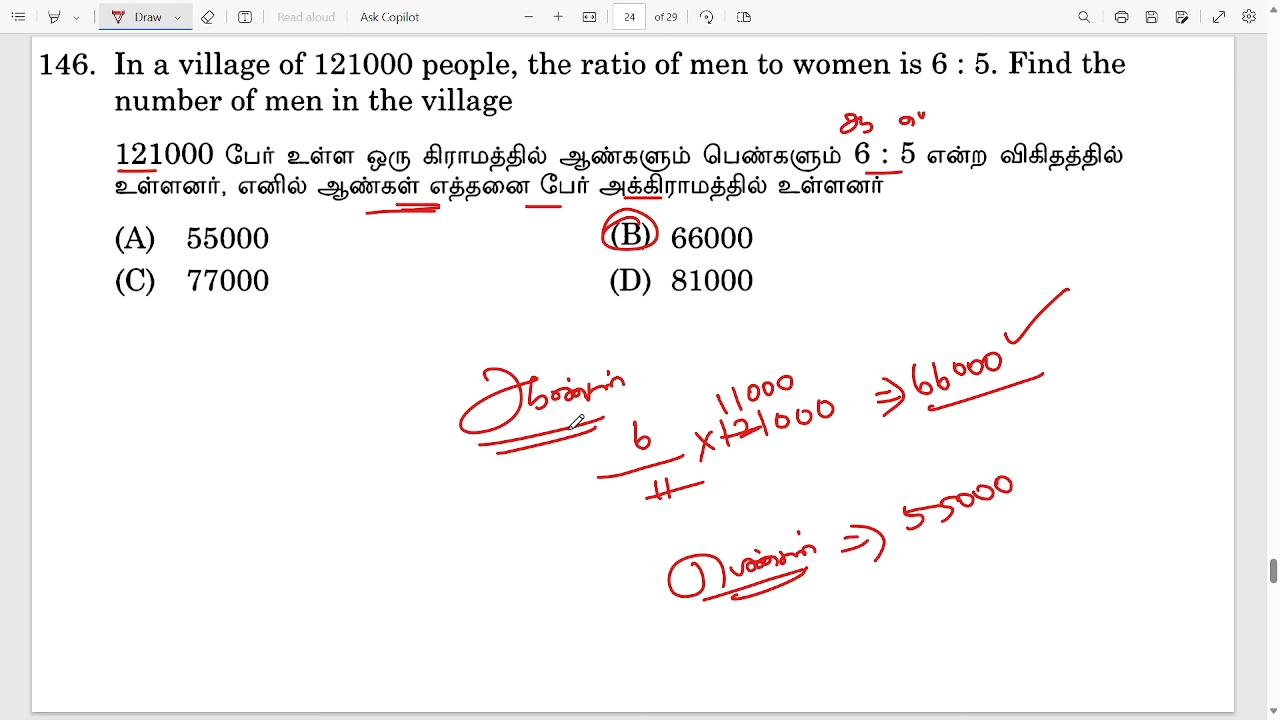 Draw
Read aloud
Ask Copilot
24 of 29
146. In a village of 121000 people, the ratio of men to women is 6 : 5. Find the
number of men in the village
121000 பேர் உள்ள ஒரு கிராமத்தில் ஆண்களும் பெண்களும் 6 : 5 என்ற விகிதத்தில்
உள்ளனர், எனில் ஆண்கள் எத்தனை பேர் அக்கிராமத்தில் உள்ளனர்
(A) 55000
(B) 66000
(C) 77000
(D) 81000
ஆண்கள்
11000
6 × 121000 ⇒ 66000
11
பெண்கள் ⇒ 55000